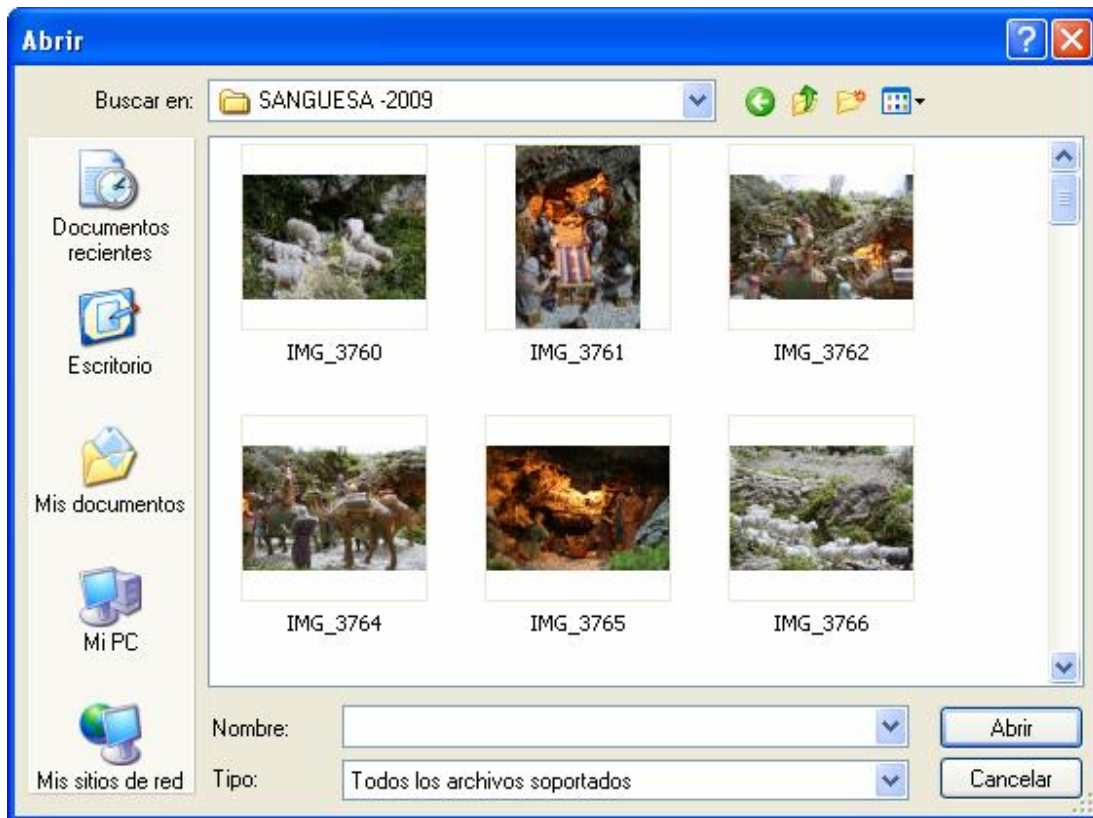 Abrir
Buscar en:
SANGUESA -2009
Documentos
recientes
Escritorio
Mis documentos
Mi PC
Mis sitios de red
IMG_3760
IMG_3761
IMG_3762
IMG_3764
IMG_3765
IMG_3766
Nombre:
Abrir
Tipo:
Todos los archivos soportados
Cancelar